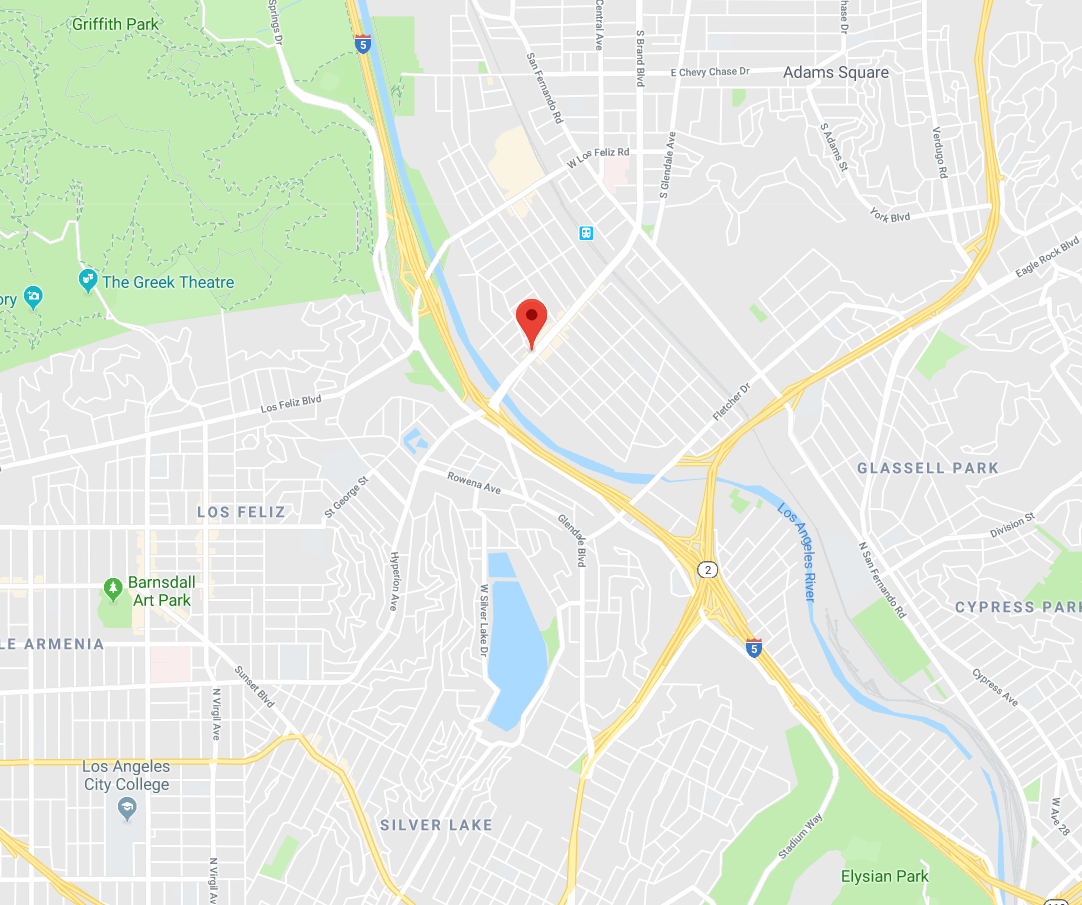 Griffith Park
Springs Dr
5
San Fernando Rd
Central Ave
S Brand Blvd
E Chevy Chase Dr
Adams Square
W Los Feliz Rd
S Glendale Ave
S Adams St
Verdugo Rd
York Blvd
Eagle Rock Blvd
The Greek Theatre
Los Feliz Blvd
Fletcher Dr
GLASSELL PARK
Rowena Ave
St George St
LOS FELIZ
Glendale Blvd
Los Angeles River
Division St
Hyperion Ave
W Silver Lake Dr
2
N San Fernando Rd
Barnsdall
Art Park
CYPRESS PARK
LE ARMENIA
5
Sunset Blvd
N Virgil Ave
Cypress Ave
Los Angeles
City College
SILVER LAKE
Stadium Way
W Ave 28
N Virgil Av
Elysian Park